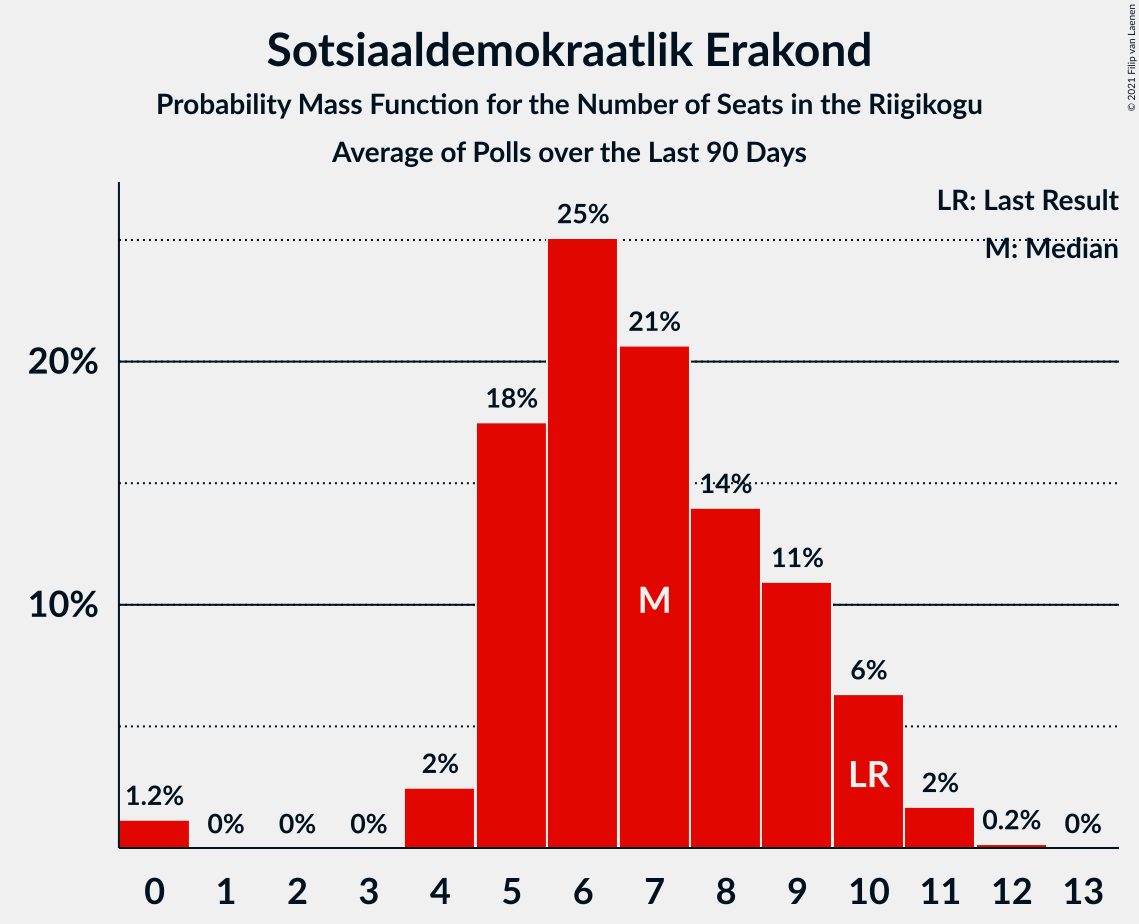 Sotsiaaldemokraatlik Erakond
Probability Mass Function for the Number of Seats in the Riigikogu
Average of Polls over the Last 90 Days
© 2021 Filip van Laenen
LR: Last Result
M: Median
25%
21%
20%
18%
14%
11%
10%
M
6%
LR
2%
2%
1.2%
0%
0%
0%
0.2%
0%
0 1 2 3 4 5 6 7 8 9 10 11 12 13